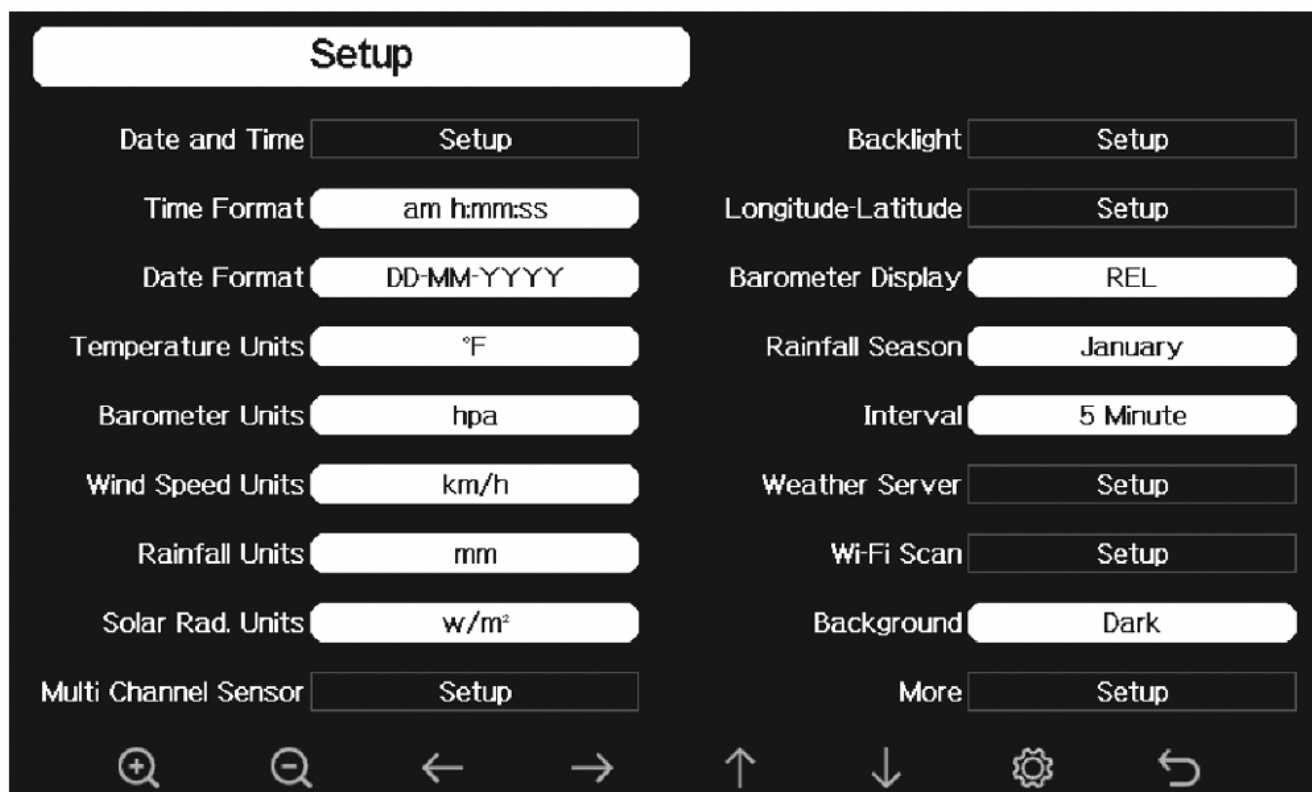 Setup
Date and Time Setup
Time Format am h:mm:ss
Date Format DD-MM-YYYY
Temperature Units °F
Barometer Units hpa
Wind Speed Units km/h
Rainfall Units mm
Solar Rad. Units w/m²
Multi Channel Sensor Setup
Backlight Setup
Longitude-Latitude Setup
Barometer Display REL
Rainfall Season January
Interval 5 Minute
Weather Server Setup
Wi-Fi Scan Setup
Background Dark
More Setup